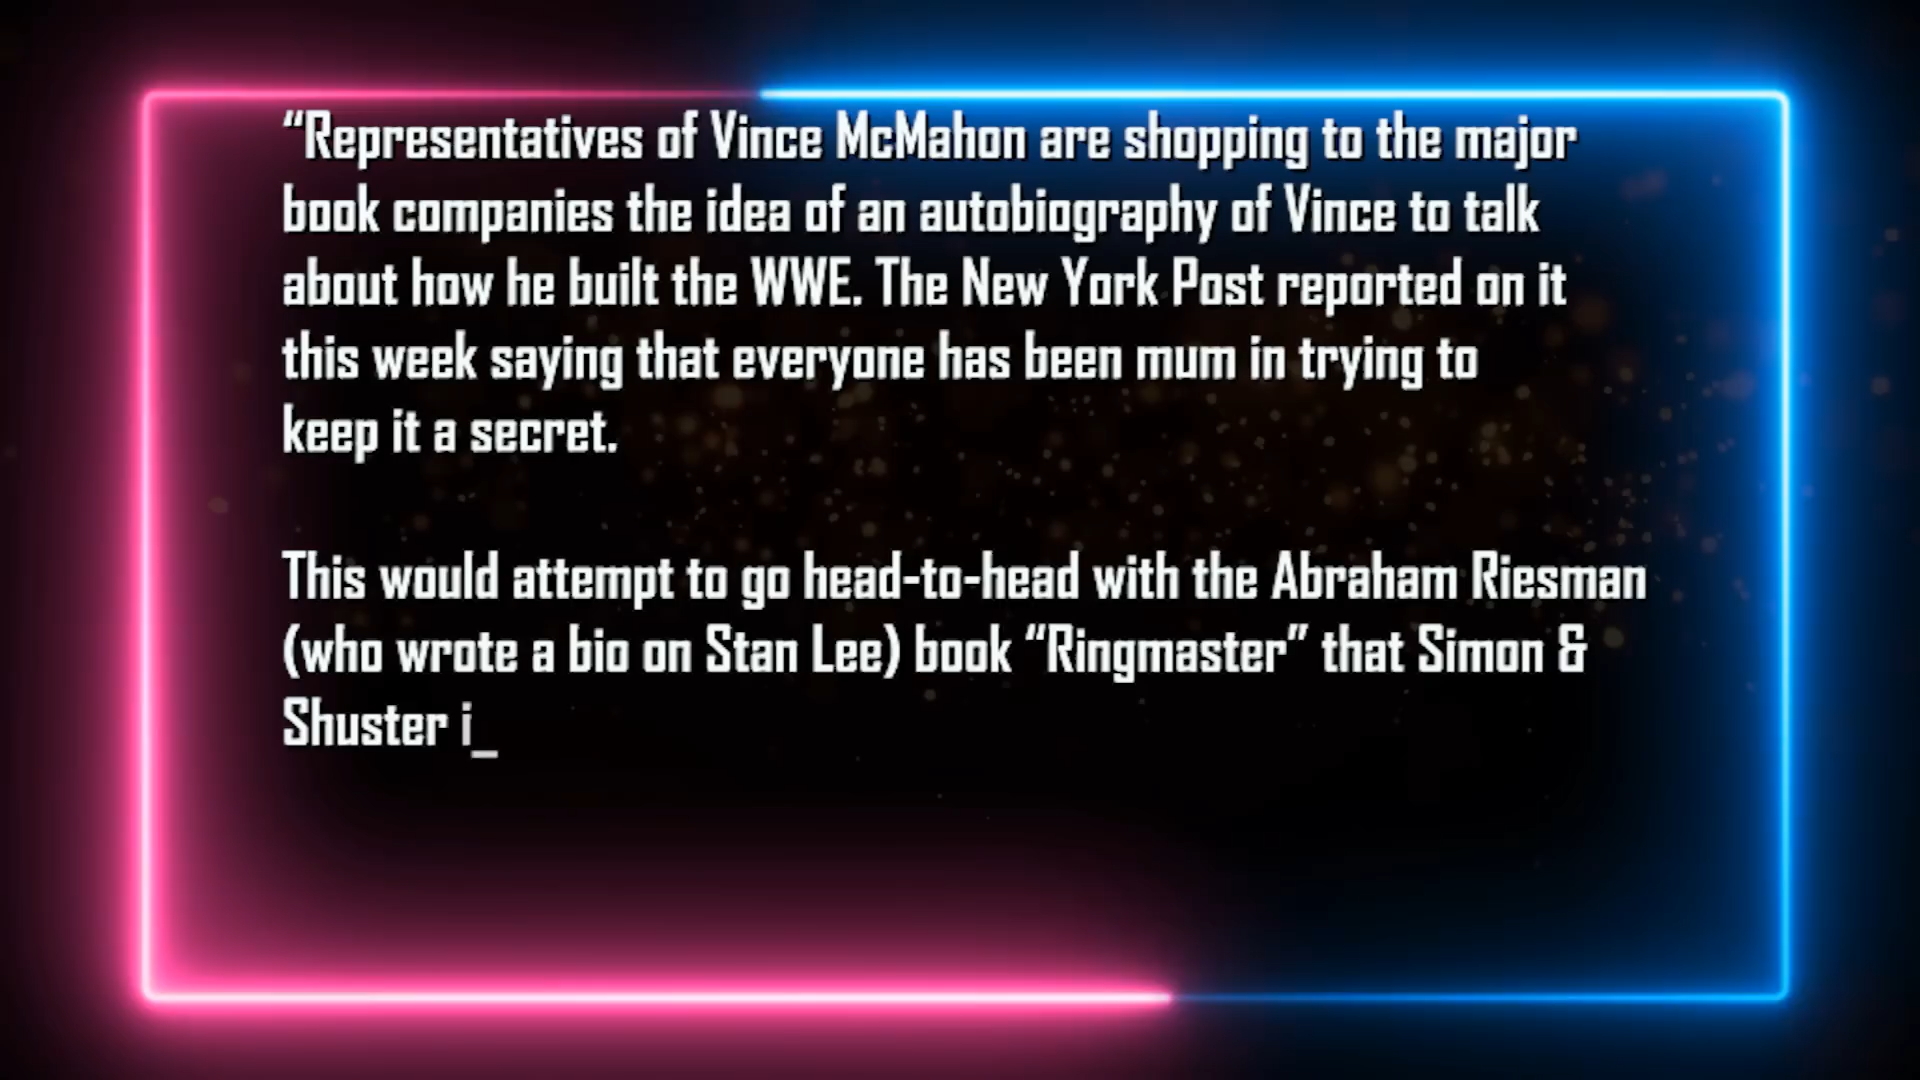 “Representatives of Vince McMahon are shopping to the major
book companies the idea of an autobiography of Vince to talk
about how he built the WWE. The New York Post reported on it
this week saying that everyone has been mum in trying to
keep it a secret.
This would attempt to go head-to-head with the Abraham Riesman
(who wrote a bio on Stan Lee) book “Ringmaster” that Simon &
Shuster i_